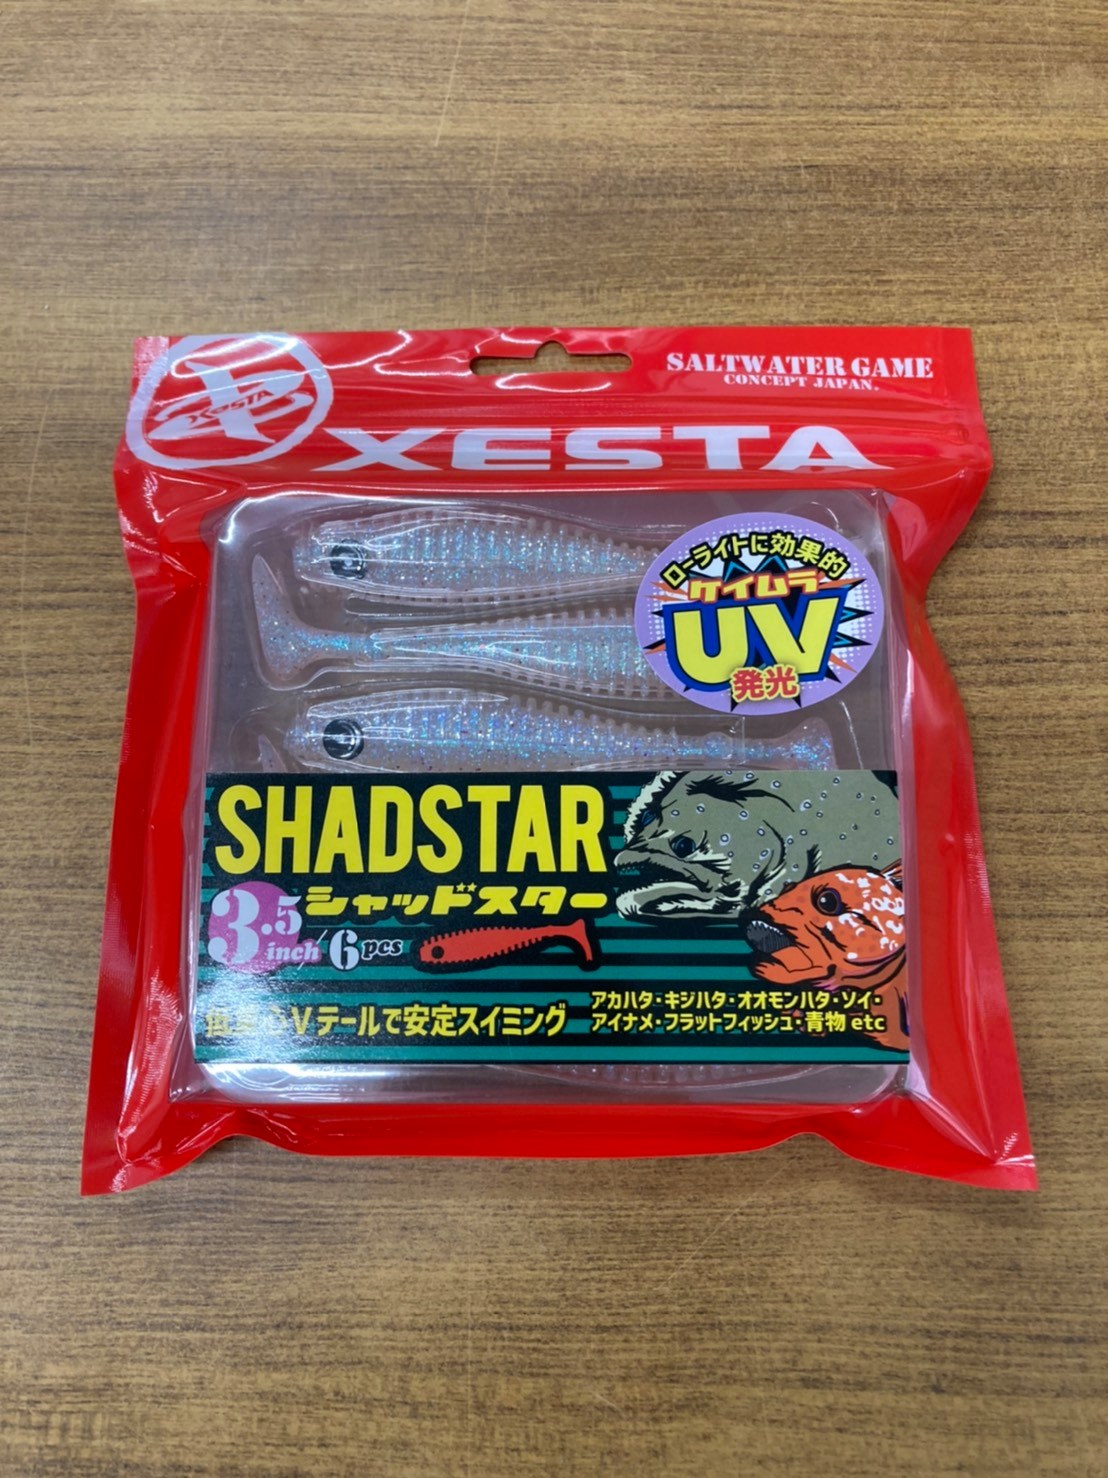 XESTA
SALTWATER GAME
CONCEPT JAPAN.
XESTA
ローライトに効果的
ケイムラ
UV
発光
SHADSTAR
シャッドスター
3.5inch/6pcs
Vテールで安定スイミング
アカハタ・キジハタ・オオモンハタ・ソイ・
アイナメ・フラットフィッシュ・青物 etc